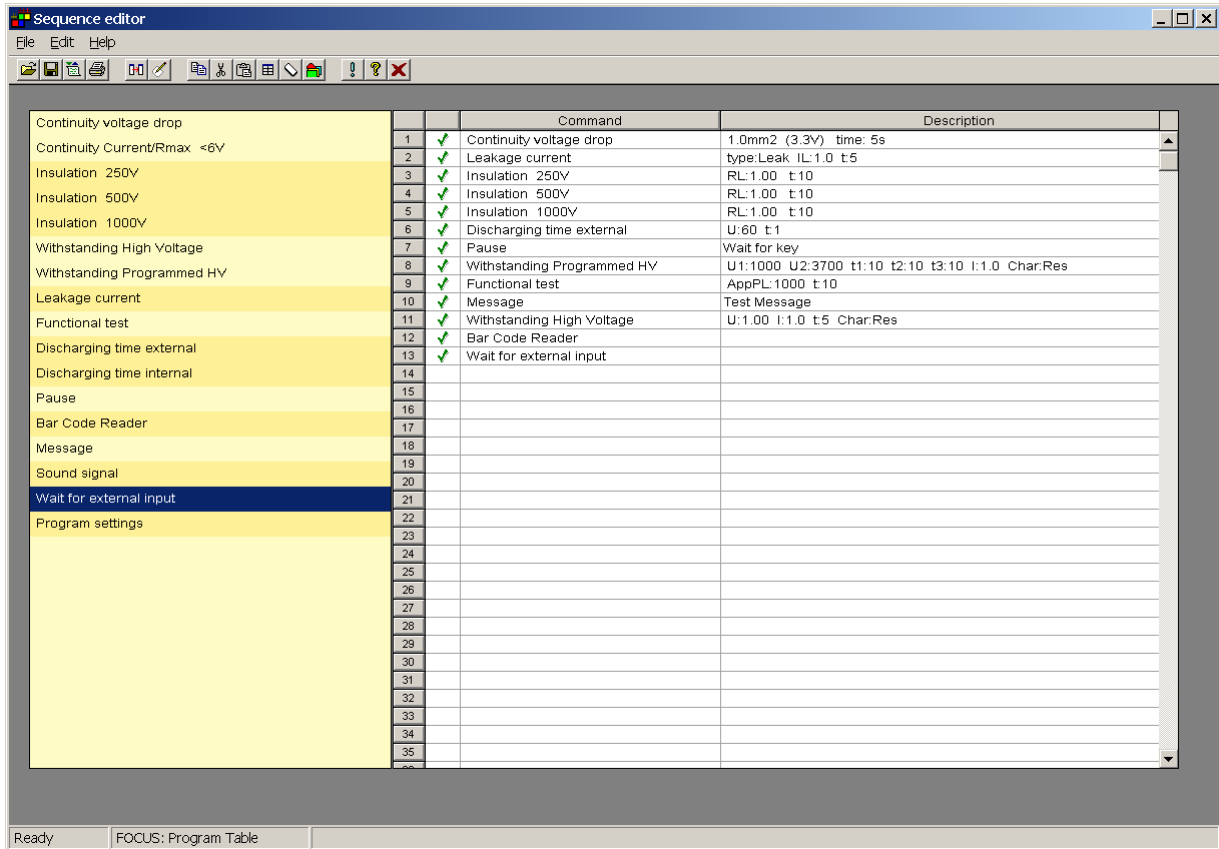 Sequence editor
File Edit Help
Continuity voltage drop
Continuity Current/Rmax <6V
Insulation 250V
Insulation 500V
Insulation 1000V
Withstanding High Voltage
Withstanding Programmed HV
Leakage current
Functional test
Discharging time external
Discharging time internal
Pause
Bar Code Reader
Message
Sound signal
Wait for external input
Program settings
Command Description
1 Continuity voltage drop 1.0mm2 (3.3V) time: 5s
2 Leakage current type:Leak IL:1.0 t:5
3 Insulation 250V RL:1.00 t:10
4 Insulation 500V RL:1.00 t:10
5 Insulation 1000V RL:1.00 t:10
6 Discharging time external U:60 t:1
7 Pause Wait for key
8 Withstanding Programmed HV U1:1000 U2:3700 t1:10 t2:10 t3:10 I:1.0 Char:Res
9 Functional test AppPL:1000 t:10
10 Message Test Message
11 Withstanding High Voltage U:1.00 I:1.0 t:5 Char:Res
12 Bar Code Reader
13 Wait for external input
14
15
16
17
18
19
20
21
22
23
24
25
26
27
28
29
30
31
32
33
34
35
Ready FOCUS: Program Table